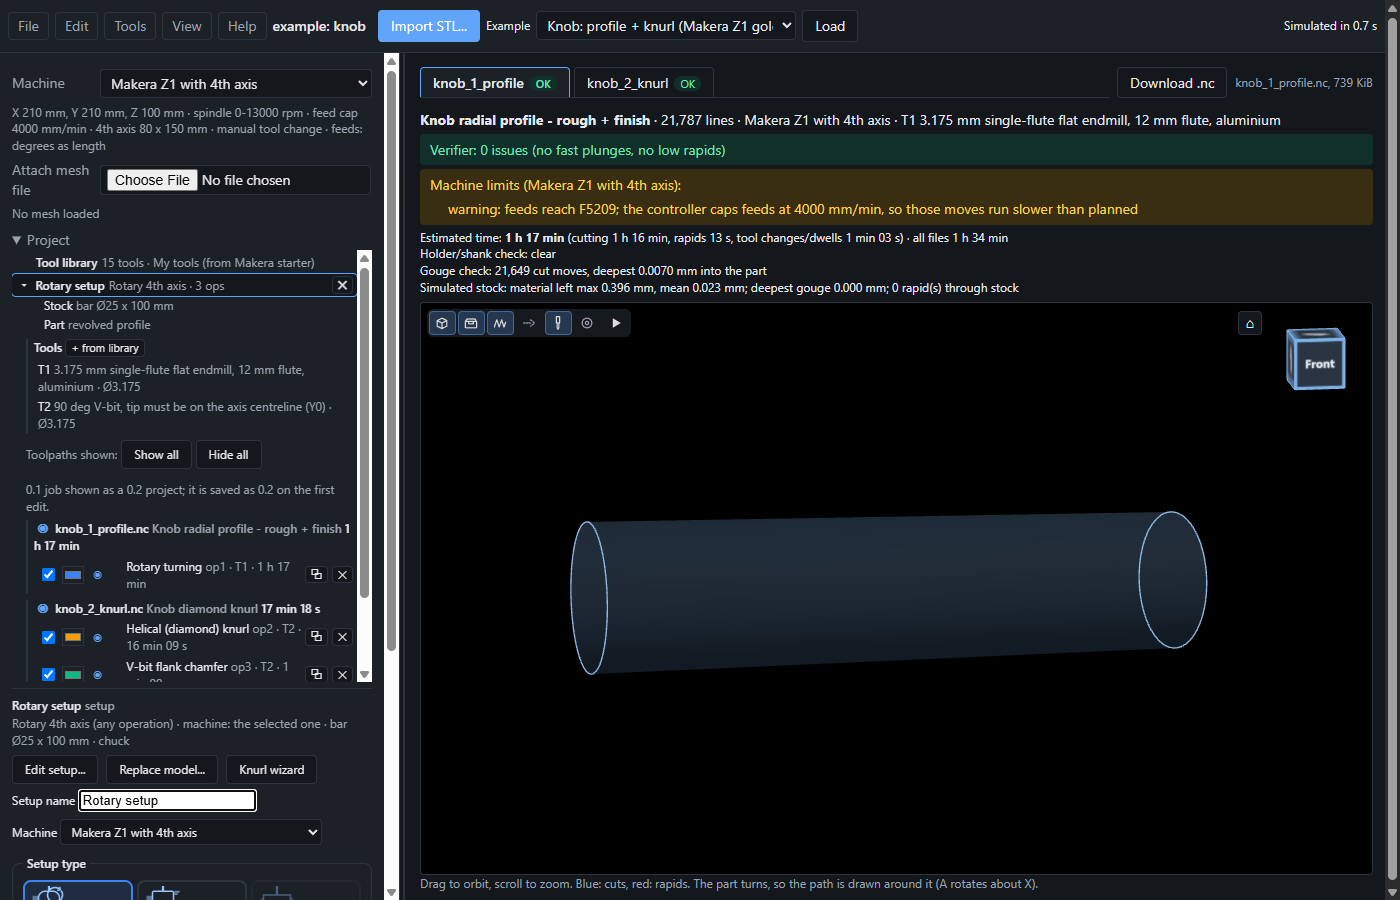 File Edit Tools View Help example: knob Import STL... Example Knob: profile + knurl (Makera Z1 gol Load Simulated in 0.7 s
Machine Makera Z1 with 4th axis
X 210 mm, Y 210 mm, Z 100 mm · spindle 0-13000 rpm · feed cap
4000 mm/min · 4th axis 80 x 150 mm · manual tool change · feeds:
degrees as length
Attach mesh
file
Choose File No file chosen
No mesh loaded
Project
Tool library 15 tools · My tools (from Makera starter)
Rotary setup Rotary 4th axis · 3 ops
Stock bar Ø25 x 100 mm
Part revolved profile
Tools + from library
T1 3.175 mm single-flute flat endmill, 12 mm flute,
aluminium · Ø3.175
T2 90 deg V-bit, tip must be on the axis centreline (Y0) ·
Ø3.175
Toolpaths shown: Show all Hide all
0.1 job shown as a 0.2 project; it is saved as 0.2 on the first
edit.
knob_1_profile.nc Knob radial profile - rough + finish 1
h 17 min
Rotary turning op1 · T1 · 1 h 17
min
knob_2_knurl.nc Knob diamond knurl 17 min 18 s
Helical (diamond) knurl op2 · T2 ·
16 min 09 s
V-bit flank chamfer op3 · T2 · 1
Rotary setup setup
Rotary 4th axis (any operation) · machine: the selected one · bar
Ø25 x 100 mm · chuck
Edit setup... Replace model... Knurl wizard
Setup name Rotary setup
Machine Makera Z1 with 4th axis
Setup type
knob_1_profile OK knob_2_knurl OK Download .nc knob_1_profile.nc, 739 KiB
Knob radial profile - rough + finish · 21,787 lines · Makera Z1 with 4th axis · T1 3.175 mm single-flute flat endmill, 12 mm flute, aluminium
Verifier: 0 issues (no fast plunges, no low rapids)
Machine limits (Makera Z1 with 4th axis):
warning: feeds reach F5209; the controller caps feeds at 4000 mm/min, so those moves run slower than planned
Estimated time: 1 h 17 min (cutting 1 h 16 min, rapids 13 s, tool changes/dwells 1 min 03 s) · all files 1 h 34 min
Holder/shank check: clear
Gouge check: 21,649 cut moves, deepest 0.0070 mm into the part
Simulated stock: material left max 0.396 mm, mean 0.023 mm; deepest gouge 0.000 mm; 0 rapid(s) through stock
Front
Drag to orbit, scroll to zoom. Blue: cuts, red: rapids. The part turns, so the path is drawn around it (A rotates about X).